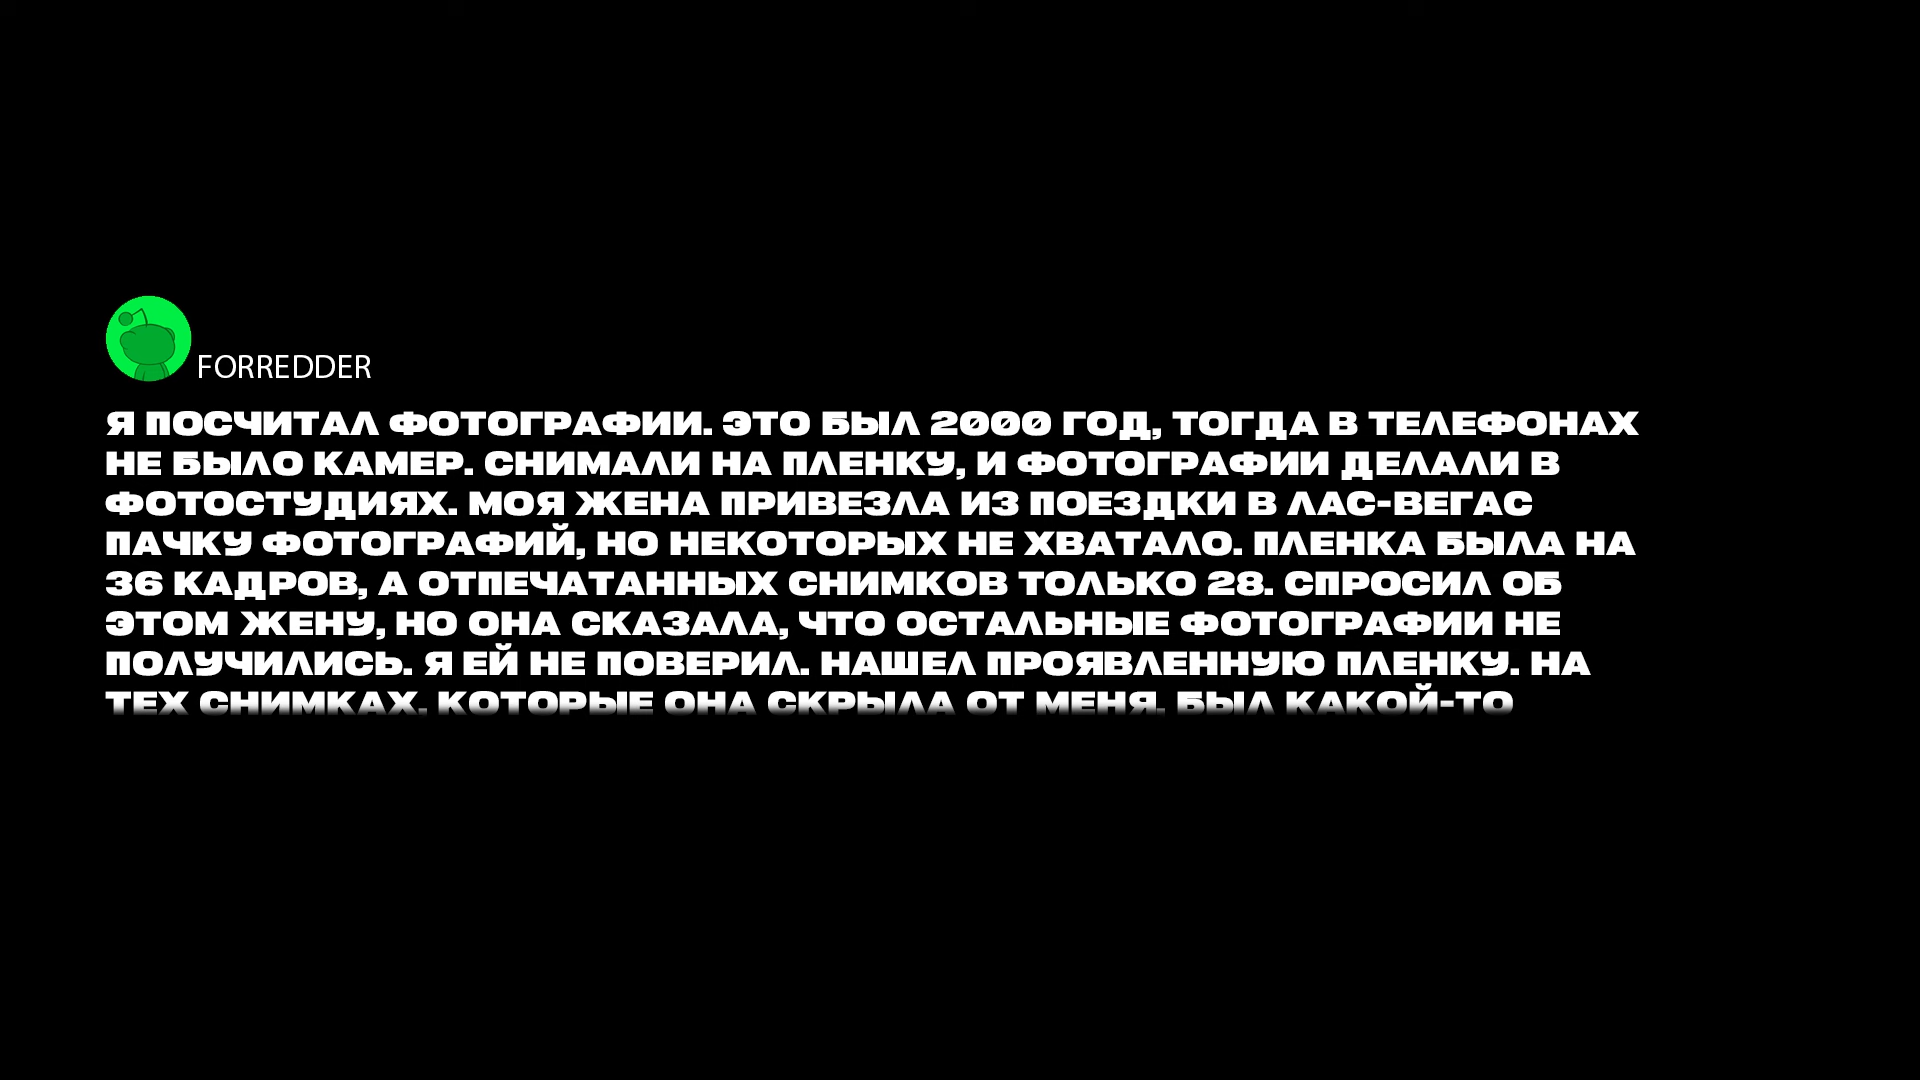 FORREDDER
Я ПОСЧИТАЛ ФОТОГРАФИИ. ЭТО БЫЛ 2000 ГОД, ТОГДА В ТЕЛЕФОНАХ
НЕ БЫЛО КАМЕР. СНИМАЛИ НА ПЛЕНКУ, И ФОТОГРАФИИ ДЕЛАЛИ В
ФОТОСТУДИЯХ. МОЯ ЖЕНА ПРИВЕЗЛА ИЗ ПОЕЗДКИ В ЛАС-ВЕГАС
ПАЧКУ ФОТОГРАФИЙ, НО НЕКОТОРЫХ НЕ ХВАТАЛО. ПЛЕНКА БЫЛА НА
36 КАДРОВ, А ОТПЕЧАТАННЫХ СНИМКОВ ТОЛЬКО 28. СПРОСИЛ ОБ
ЭТОМ ЖЕНУ, НО ОНА СКАЗАЛА, ЧТО ОСТАЛЬНЫЕ ФОТОГРАФИИ НЕ
ПОЛУЧИЛИСЬ. Я ЕЙ НЕ ПОВЕРИЛ. НАШЕЛ ПРОЯВЛЕННУЮ ПЛЕНКУ. НА
ТЕХ СНИМКАХ, КОТОРЫЕ ОНА СКРЫЛА ОТ МЕНЯ, БЫЛ КАКОЙ-ТО